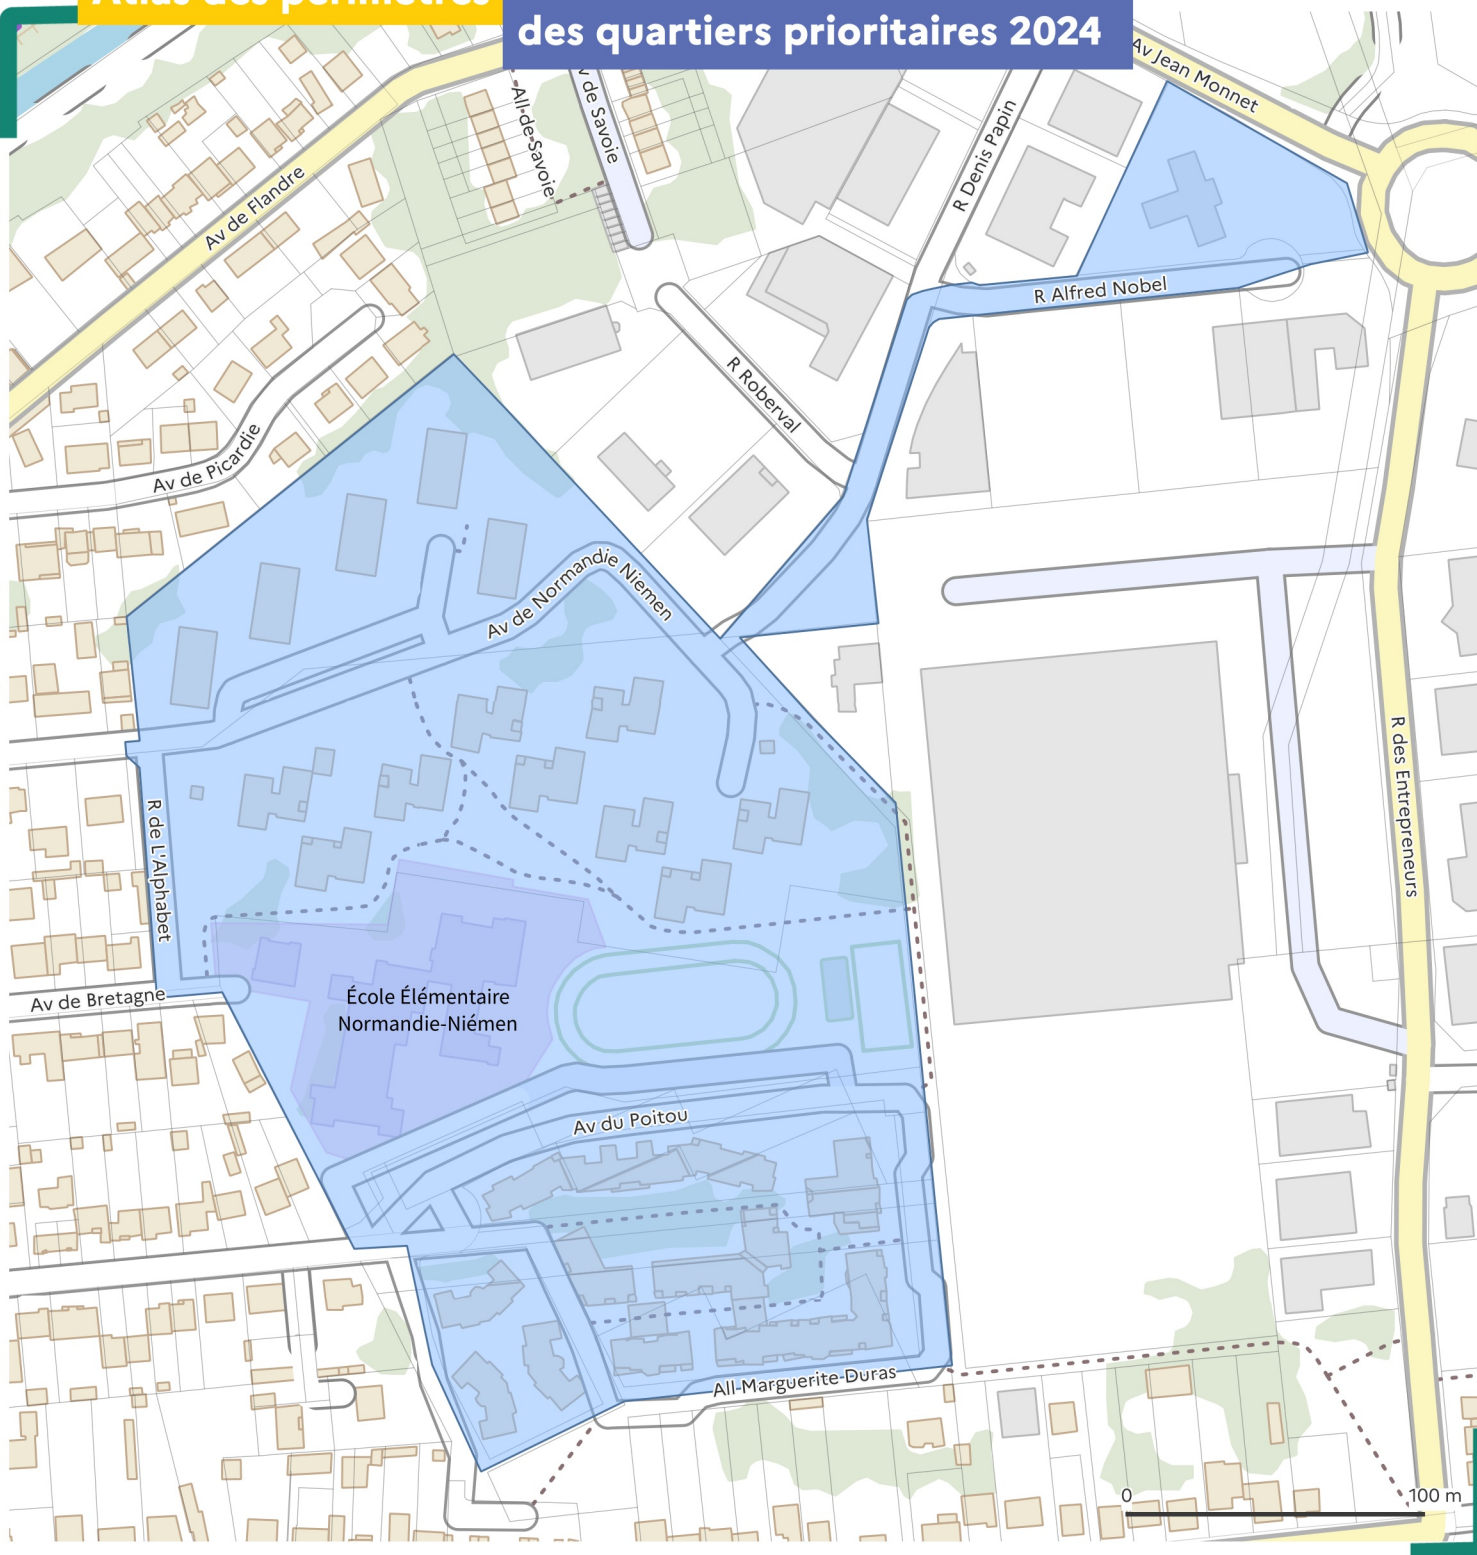 Atlas des périmètres
des quartiers prioritaires 2024
Av Jean Monnet
All-de-Savoie
Av de Savoie
R Denis Papin
Av de Flandre
R Alfred Nobel
R Roberval
Av de Picardie
Av de Normandie Niemen
R des Entrepreneurs
R de L'Alphabet
Av de Bretagne
École Élémentaire
Normandie-Niémen
Av du Poitou
All Marguerite Duras
0
100 m